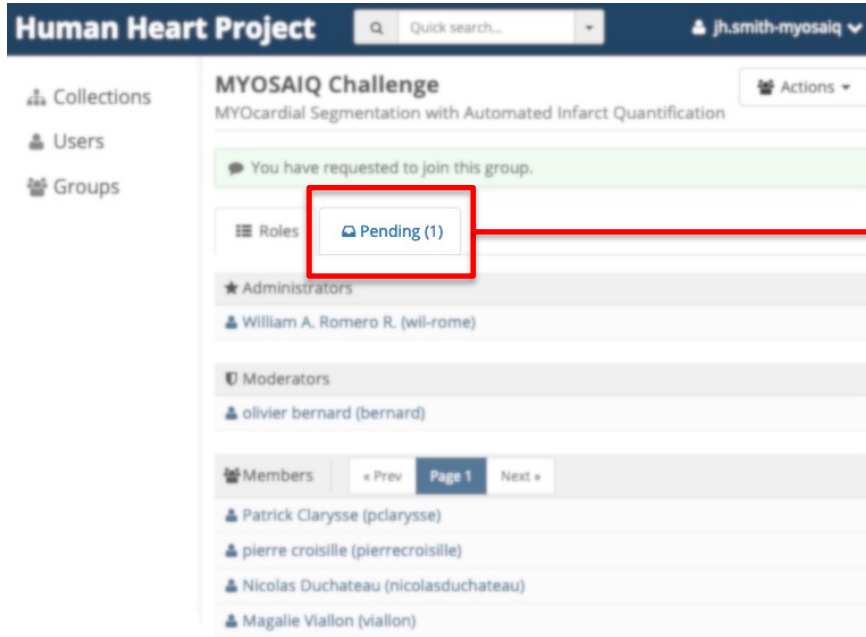 Human Heart Project
Quick search...
jh.smith-myosaiq
Collections
Users
Groups
MYOSAIQ Challenge
Actions
MYOcardial Segmentation with Automated Infarct Quantification
You have requested to join this group.
Roles
Pending (1)
Administrators
William A. Romero R. (wil-rome)
Moderators
olivier bernard (bernard)
Members
« Prev
Page 1
Next »
Patrick Clarysse (pclarysse)
pierre croisille (pierrecroisille)
Nicolas Duchateau (nicolasduchateau)
Magalie Viallon (viallon)